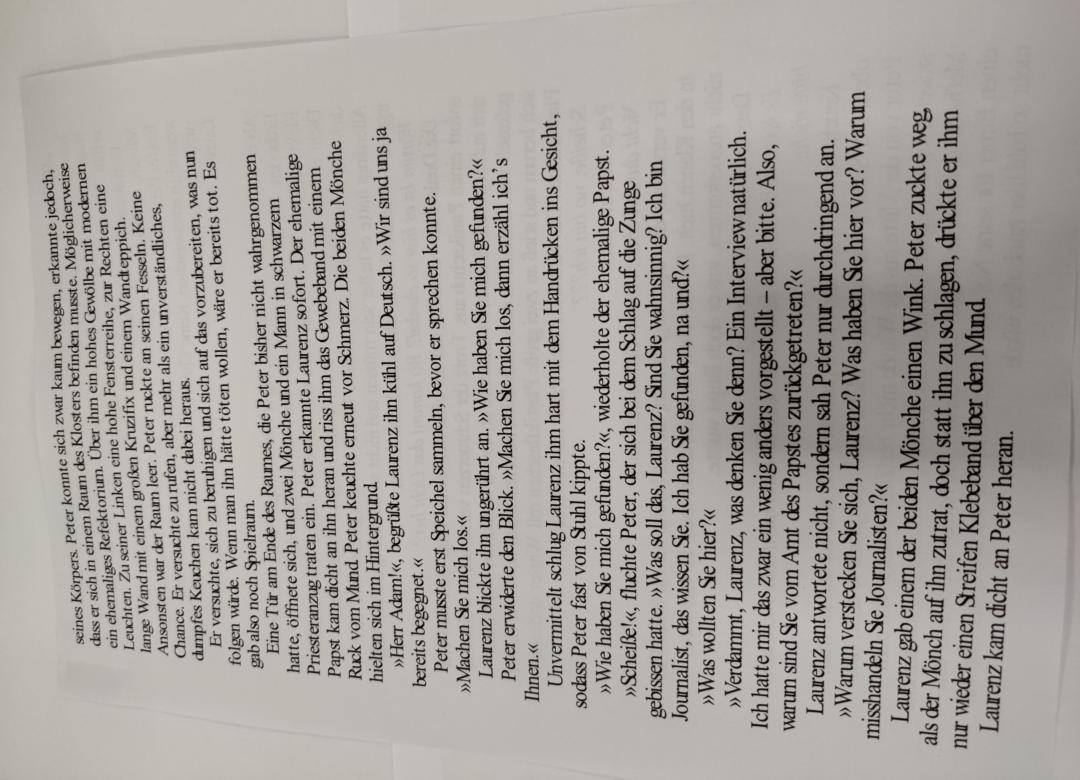 seines Körpers. Peter konnte sich zwar kaum bewegen, erkannte jedoch,
dass er sich in einem Raum des Klosters befinden musste. Möglicherweise
ein ehemaliges Refektorium. Über ihm ein hohes Gewölbe mit modernen
Leuchten. Zu seiner Linken eine hohe Fensterreihe, zur Rechten eine
lange Wand mit einem großen Kruzifix und einem Wandteppich.
Ansonsten war der Raum leer. Peter ruckte an seinen Fesseln. Keine
Chance. Er versuchte zu rufen, aber mehr als ein unverständliches,
dumpfes Keuchen kam nicht dabei heraus.
Er versuchte, sich zu beruhigen und sich auf das vorzubereiten, was nun
folgen würde. Wenn man ihn hätte töten wollen, wäre er bereits tot. Es
gab also noch Spielraum.
Eine Tür am Ende des Raumes, die Peter bisher nicht wahrgenommen
hatte, öffnete sich, und zwei Mönche und ein Mann in schwarzem
Priesteranzug traten ein. Peter erkannte Laurenz sofort. Der ehemalige
Papst kam dicht an ihn heran und riss ihm das Gewebeband mit einem
Ruck vom Mund. Peter keuchte erneut vor Schmerz. Die beiden Mönche
hielten sich im Hintergrund.
»Herr Adam!«, begrüßte Laurenz ihn kühl auf Deutsch. »Wir sind uns ja
bereits begegnet.«
Peter musste erst Speichel sammeln, bevor er sprechen konnte.
»Machen Sie mich los.«
Laurenz blickte ihn ungerührt an. »Wie haben Sie mich gefunden?«
Peter erwiderte den Blick. »Machen Sie mich los, dann erzähl ich's
Ihnen.«
Unvermittelt schlug Laurenz ihm hart mit dem Handrücken ins Gesicht,
sodass Peter fast von Stuhl kippte.
»Wie haben Sie mich gefunden?«, wiederholte der ehemalige Papst.
»Scheiße!«, fluchte Peter, der sich bei dem Schlag auf die Zunge
gebissen hatte. »Was soll das, Laurenz? Sind Sie wahnsinnig? Ich bin
Journalist, das wissen Sie. Ich hab Sie gefunden, na und?«
»Was wollten Sie hier?«
»Verdammt, Laurenz, was denken Sie denn? Ein Interview natürlich.
Ich hatte mir das zwar ein wenig anders vorgestellt – aber bitte. Also,
warum sind Sie vom Amt des Papstes zurückgetreten?«
Laurenz antwortete nicht, sondern sah Peter nur durchdringend an.
»Warum verstecken Sie sich, Laurenz? Was haben Sie hier vor? Warum
misshandeln Sie Journalisten?«
Laurenz gab einem der beiden Mönche einen Wink. Peter zuckte weg,
als der Mönch auf ihn zutrat, doch statt ihn zu schlagen, drückte er ihm
nur wieder einen Streifen Klebeband über den Mund.
Laurenz kam dicht an Peter heran.